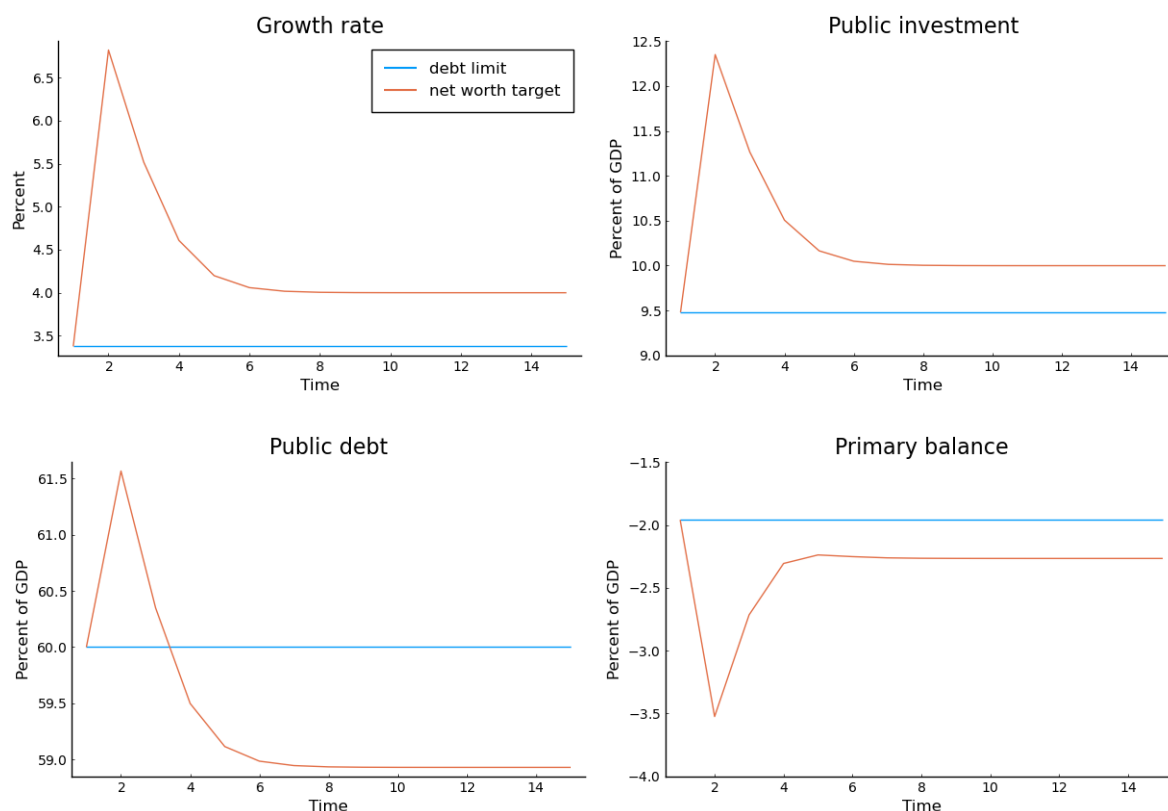 Growth rate
debt limit
net worth target
Percent
6.5
6.0
5.5
5.0
4.5
4.0
3.5
2 4 6 8 10 12 14
Time
Public investment
Percent of GDP
12.5
12.0
11.5
11.0
10.5
10.0
9.5
9.0
2 4 6 8 10 12 14
Time
Public debt
Percent of GDP
61.5
61.0
60.5
60.0
59.5
59.0
2 4 6 8 10 12 14
Time
Primary balance
Percent of GDP
−1.5
−2.0
−2.5
−3.0
−3.5
−4.0
2 4 6 8 10 12 14
Time